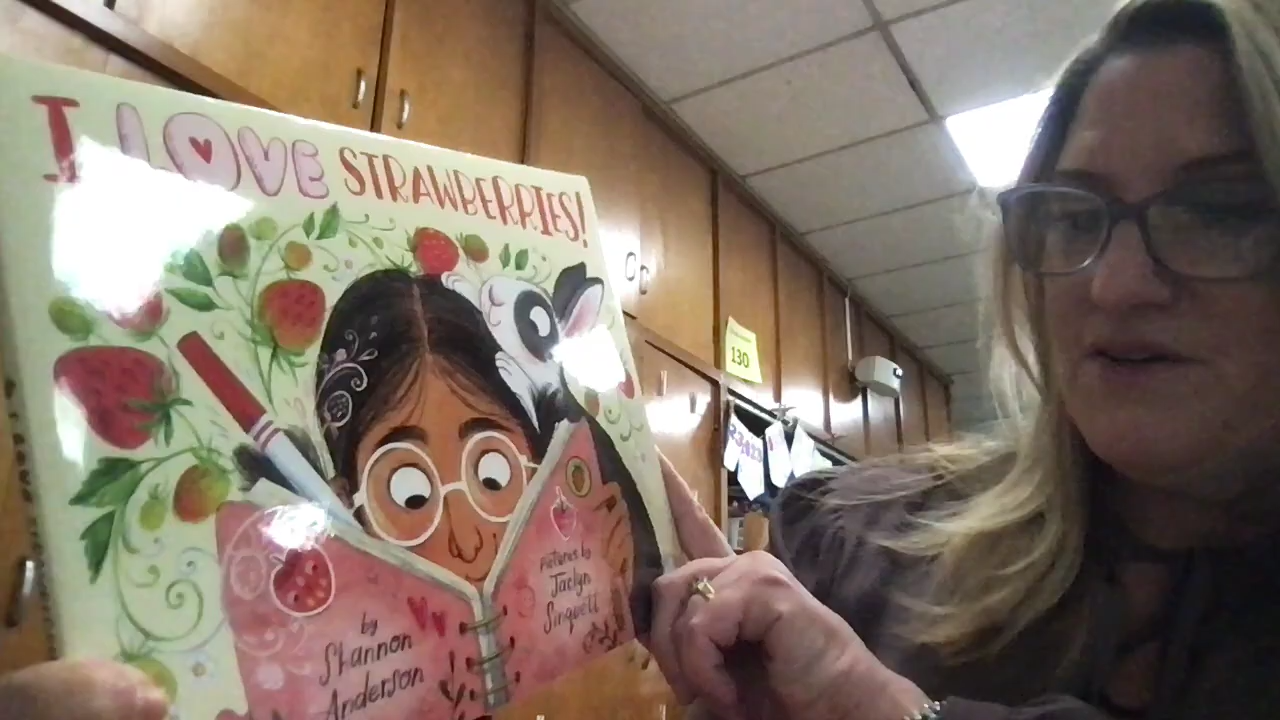 I LOVE STRAWBERRIES!
by
Shannon
Anderson
Pictures by
Jaclyn
Sinquett
130